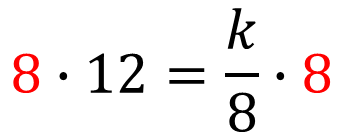 8 · 12 = k/8 · 8